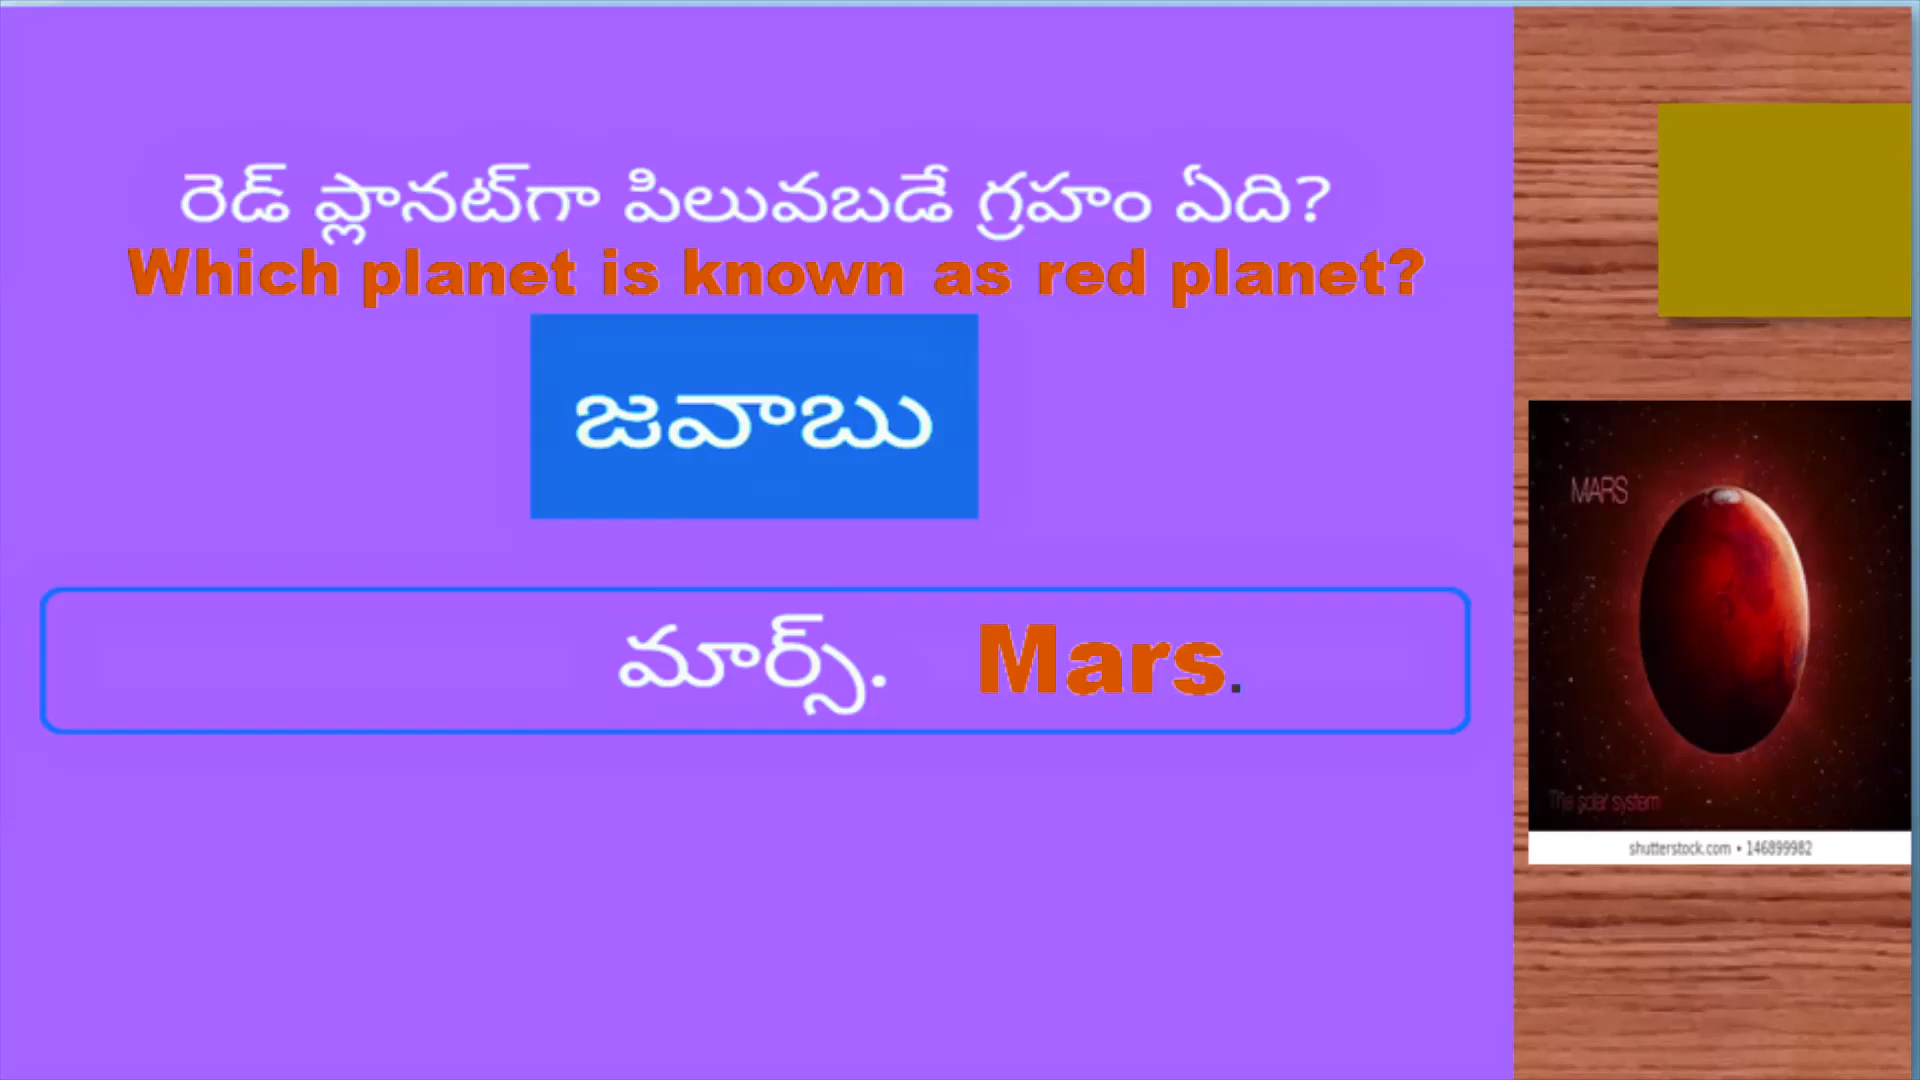 రెడ్ ప్లానట్‌గా పిలువబడే గ్రహం ఏది?
Which planet is known as red planet?
జవాబు
మార్స్. Mars.
MARS
The solar system
shutterstock.com • 146899982